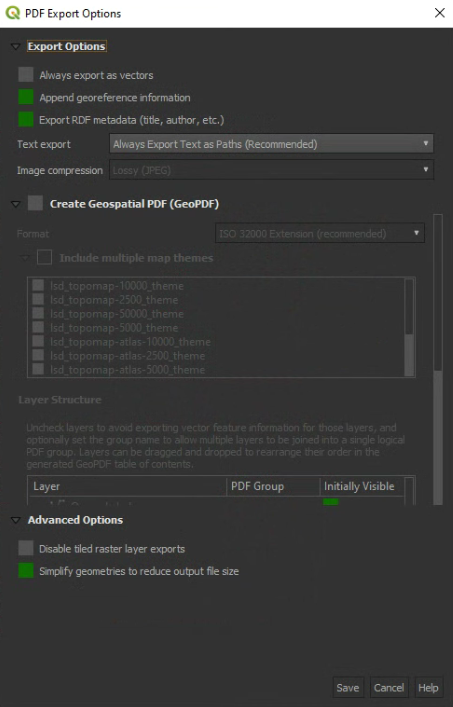 PDF Export Options
Export Options
Always export as vectors
Append georeference information
Export RDF metadata (title, author, etc.)
Text export Always Export Text as Paths (Recommended)
Image compression Lossy (JPEG)
Create Geospatial PDF (GeoPDF)
Format ISO 32000 Extension (recommended)
Include multiple map themes
lsd_topomap-10000_theme
lsd_topomap-2500_theme
lsd_topomap-50000_theme
lsd_topomap-5000_theme
lsd_topomap-atlas-10000_theme
lsd_topomap-atlas-2500_theme
lsd_topomap-atlas-5000_theme
Layer Structure
Uncheck layers to avoid exporting vector feature information for those layers, and
optionally set the group name to allow multiple layers to be joined into a single logical
PDF group. Layers can be dragged and dropped to rearrange their order in the
generated GeoPDF table of contents.
Layer PDF Group Initially Visible
Advanced Options
Disable tiled raster layer exports
Simplify geometries to reduce output file size
Save Cancel Help